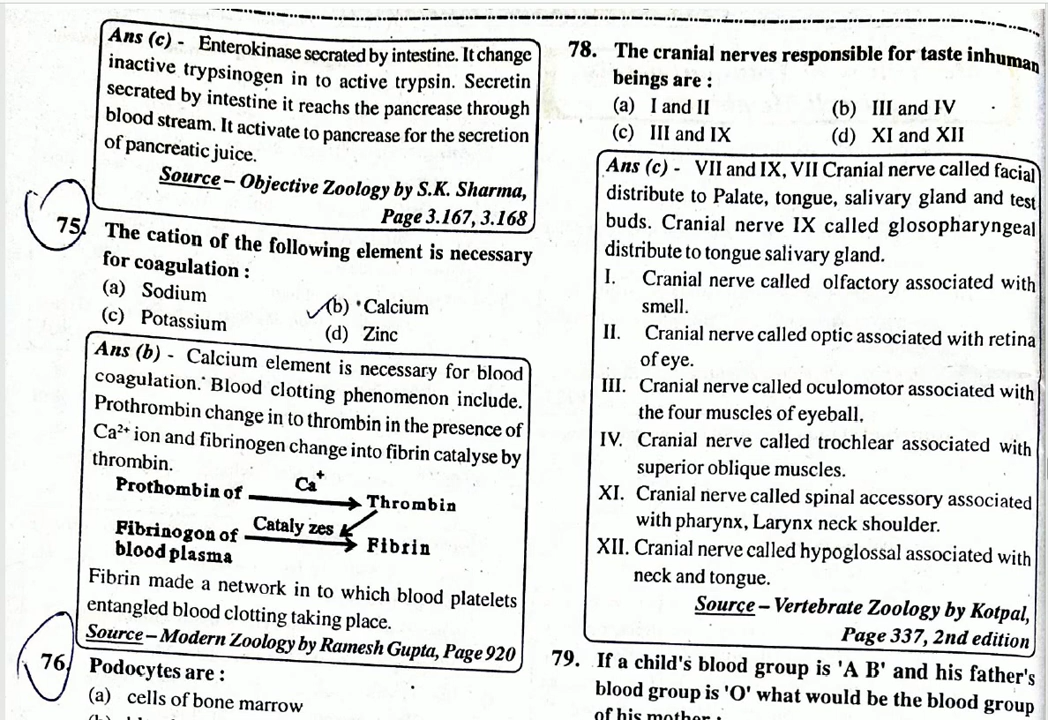 Ans (c) - Enterokinase secrated by intestine. It change
inactive trypsinogen in to active trypsin. Secretin
secrated by intestine it reachs the pancrease through
blood stream. It activate to pancrease for the secretion
of pancreatic juice.
Source – Objective Zoology by S.K. Sharma,
Page 3.167, 3.168
75. The cation of the following element is necessary
for coagulation :
(a) Sodium
(b) Calcium
(c) Potassium
(d) Zinc
Ans (b) - Calcium element is necessary for blood
coagulation. Blood clotting phenomenon include.
Prothrombin change in to thrombin in the presence of
Ca²⁺ ion and fibrinogen change into fibrin catalyse by
thrombin.
Prothombin of Ca⁺ Thrombin
Fibrinogon of Cataly zes Fibrin
blood plasma
Fibrin made a network in to which blood platelets
entangled blood clotting taking place.
Source – Modern Zoology by Ramesh Gupta, Page 920
76. Podocytes are :
(a) cells of bone marrow
78. The cranial nerves responsible for taste inhuman
beings are :
(a) I and II (b) III and IV
(c) III and IX (d) XI and XII
Ans (c) - VII and IX, VII Cranial nerve called facial
distribute to Palate, tongue, salivary gland and test
buds. Cranial nerve IX called glosopharyngeal
distribute to tongue salivary gland.
I. Cranial nerve called olfactory associated with
smell.
II. Cranial nerve called optic associated with retina
of eye.
III. Cranial nerve called oculomotor associated with
the four muscles of eyeball.
IV. Cranial nerve called trochlear associated with
superior oblique muscles.
XI. Cranial nerve called spinal accessory associated
with pharynx, Larynx neck shoulder.
XII. Cranial nerve called hypoglossal associated with
neck and tongue.
Source – Vertebrate Zoology by Kotpal,
Page 337, 2nd edition
79. If a child's blood group is 'A B' and his father's
blood group is 'O' what would be the blood group
of his mother :